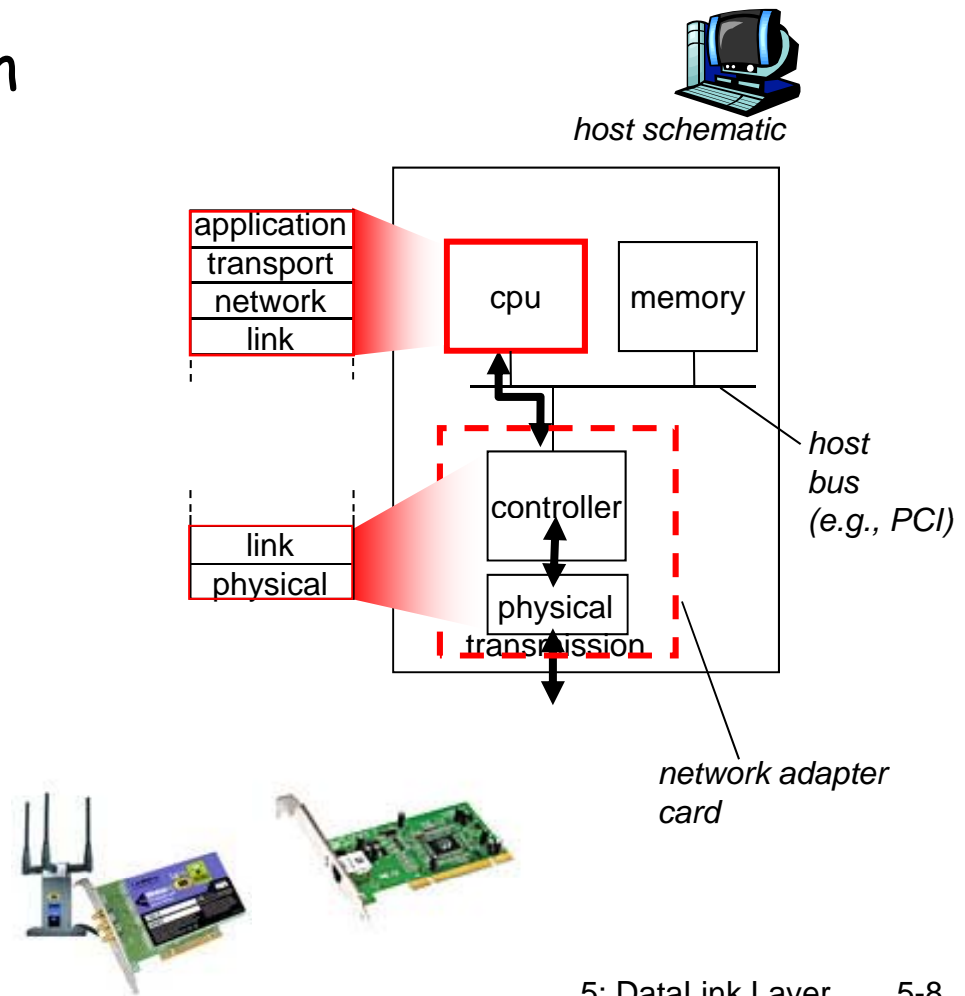 n
host schematic
application
transport
network
link
cpu
memory
host
bus
(e.g., PCI)
controller
link
physical
physical
transmission
network adapter
card
5: DataLink Layer 5-8